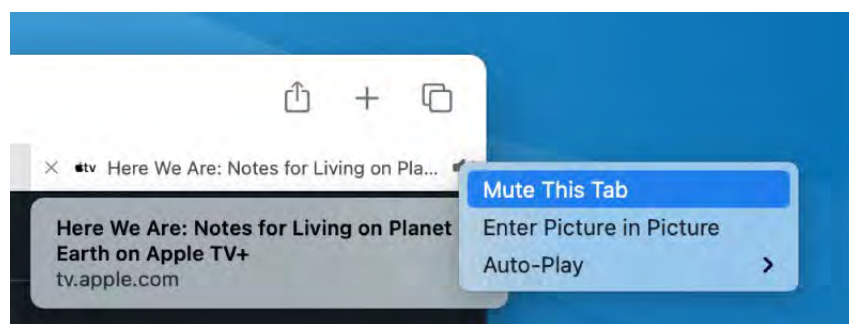 tv Here We Are: Notes for Living on Pla...
Mute This Tab
Enter Picture in Picture
Auto-Play
Here We Are: Notes for Living on Planet
Earth on Apple TV+
tv.apple.com